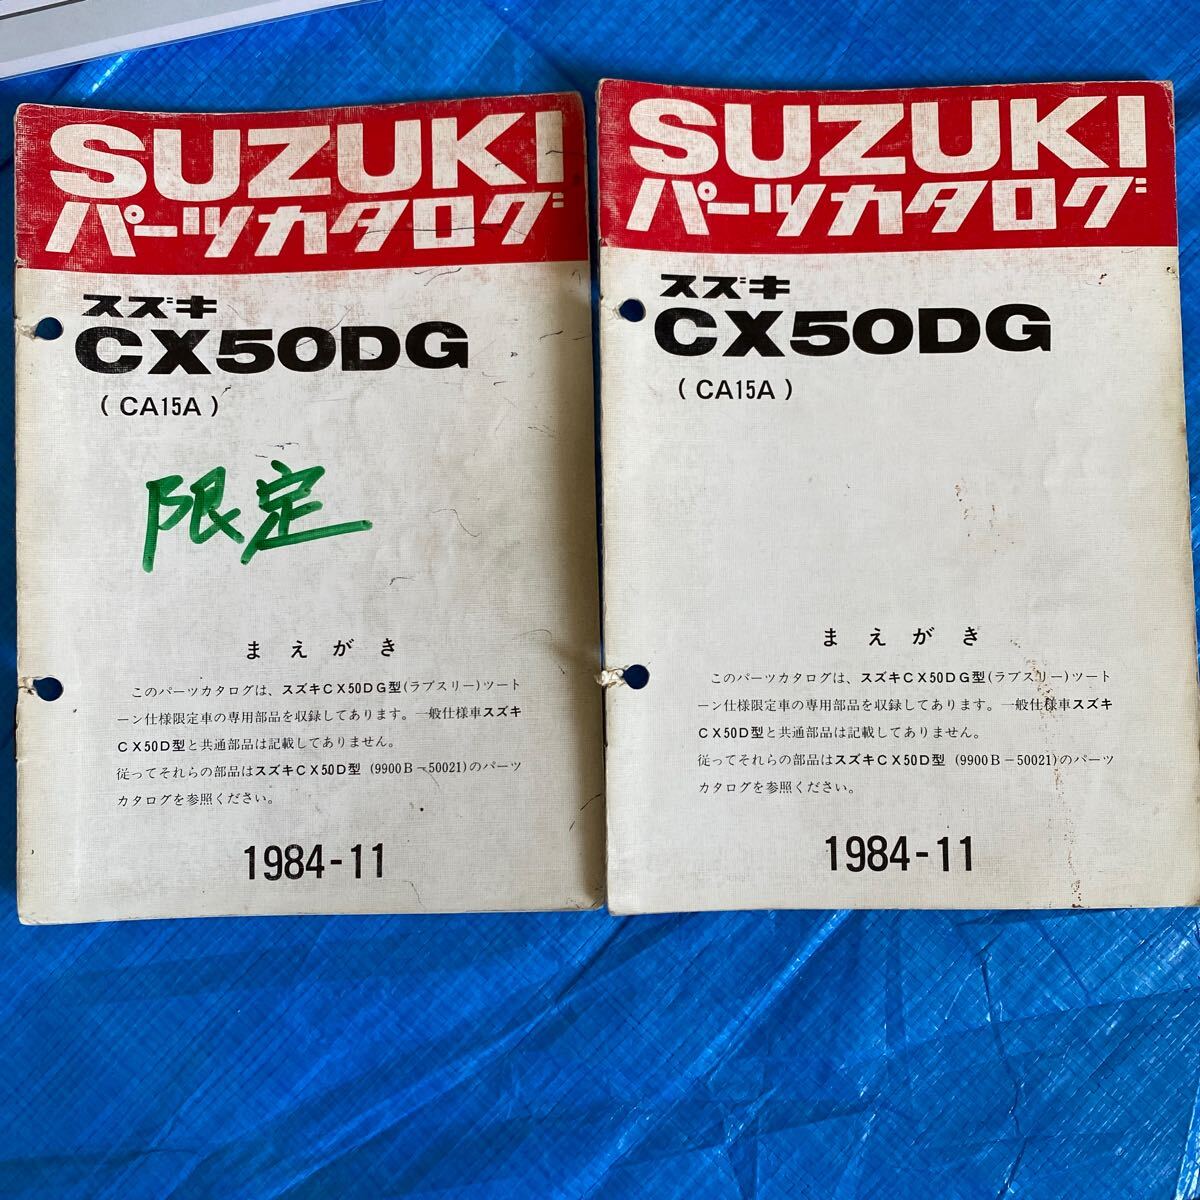 SUZUKI
パーツカタログ
スズキ
CX50DG
(CA15A)
限定
まえがき
このパーツカタログは、スズキCX50DG型(ラブスリー)ツート
ーン仕様限定車の専用部品を収録してあります。一般仕様車スズキ
CX50D型と共通部品は記載してありません。
従ってそれらの部品はスズキCX50D型 (9900B-50021)のパーツ
カタログを参照ください。
1984-11
SUZUKI
パーツカタログ
スズキ
CX50DG
(CA15A)
まえがき
このパーツカタログは、スズキCX50DG型(ラブスリー)ツート
ーン仕様限定車の専用部品を収録してあります。一般仕様車スズキ
CX50D型と共通部品は記載してありません。
従ってそれらの部品はスズキCX50D型 (9900B-50021)のパーツ
カタログを参照ください。
1984-11